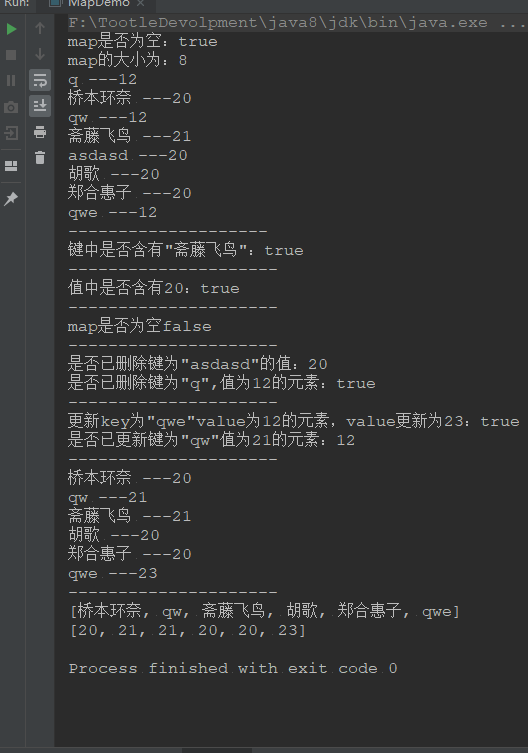 Run: MapDemo ×
F:\TootleDevolpment\java8\jdk\bin\java.exe ...
map是否为空：true
map的大小为：8
q ---12
桥本环奈 ---20
qw ---12
斋藤飞鸟 ---21
asdasd ---20
胡歌 ---20
郑合惠子 ---20
qwe ---12
-------------------
键中是否含有"斋藤飞鸟"：true
--------------------
值中是否含有20：true
--------------------
map是否为空false
--------------------
是否已删除键为"asdasd"的值：20
是否已删除键为"q",值为12的元素：true
--------------------
更新key为"qwe"value为12的元素，value更新为23：true
是否已更新键为"qw"值为21的元素：12
--------------------
桥本环奈 ---20
qw ---21
斋藤飞鸟 ---21
胡歌 ---20
郑合惠子 ---20
qwe ---23
--------------------
[桥本环奈, qw, 斋藤飞鸟, 胡歌, 郑合惠子, qwe]
[20, 21, 21, 20, 20, 23]
Process finished with exit code 0